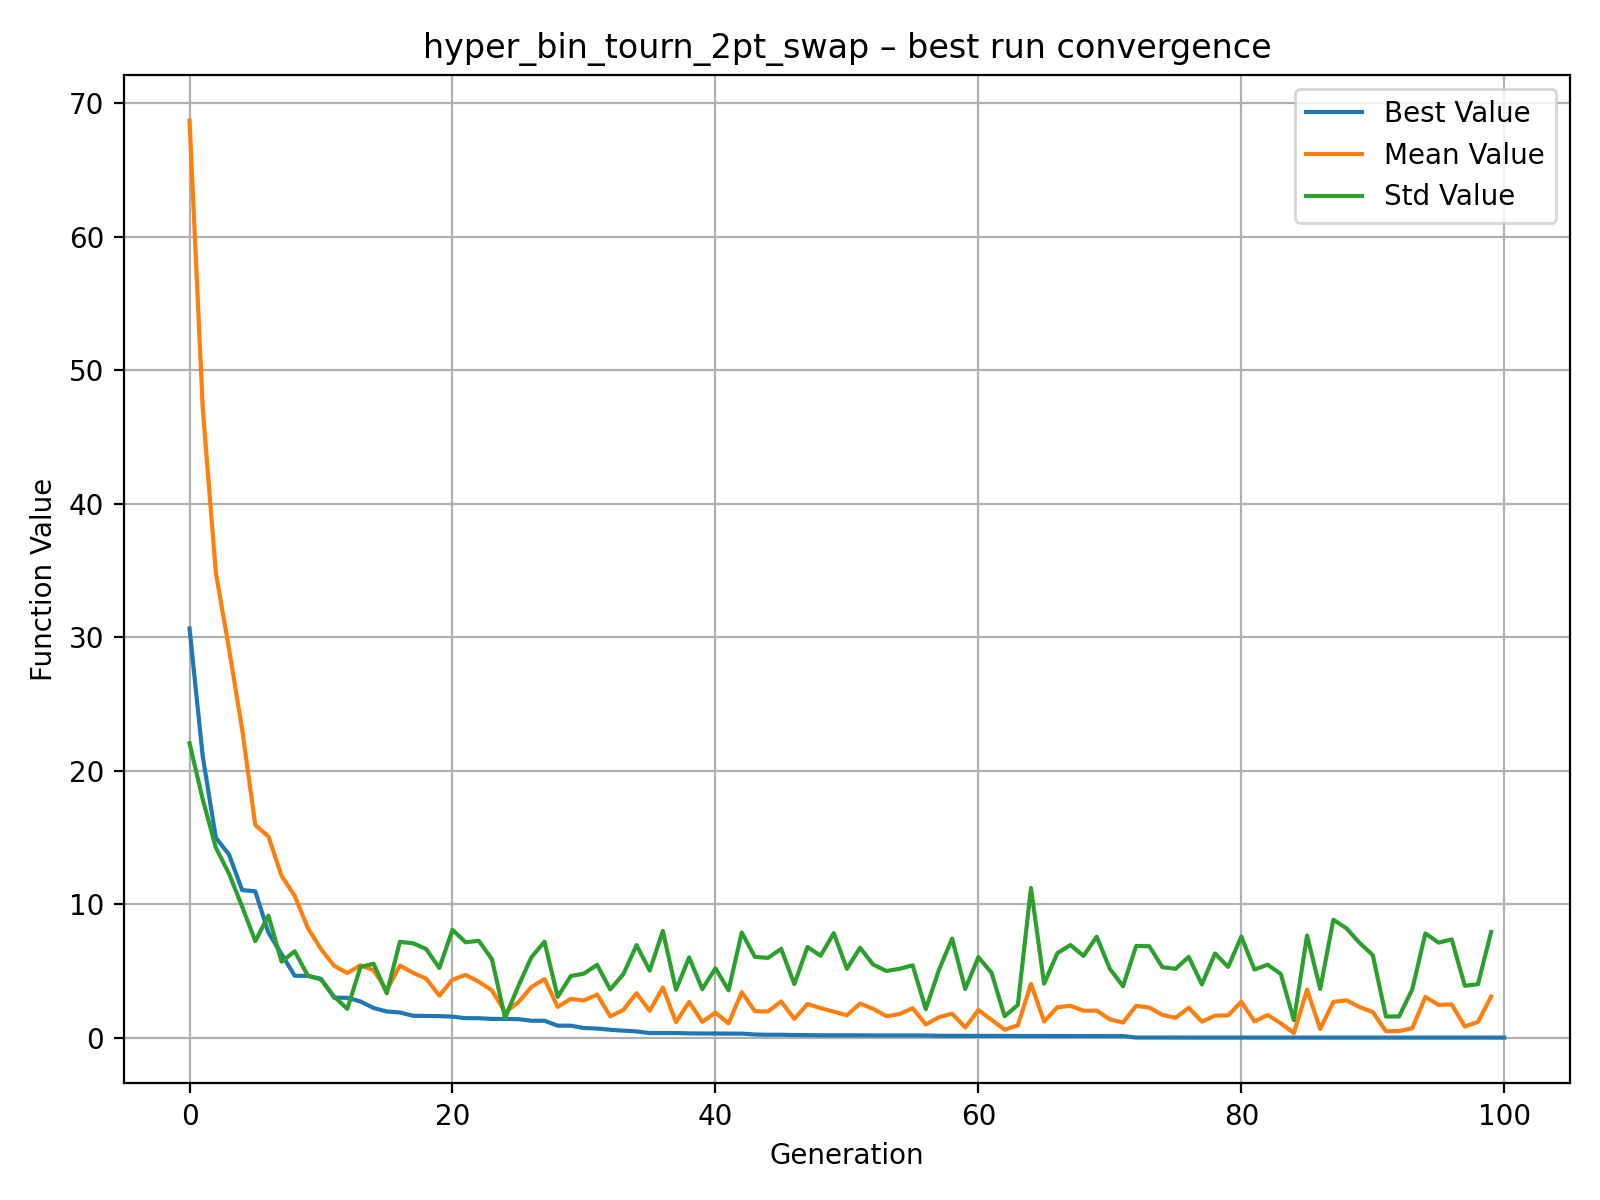 hyper_bin_tourn_2pt_swap – best run convergence
Best Value
Mean Value
Std Value
70
60
50
40
30
20
10
0
Function Value
0 20 40 60 80 100
Generation